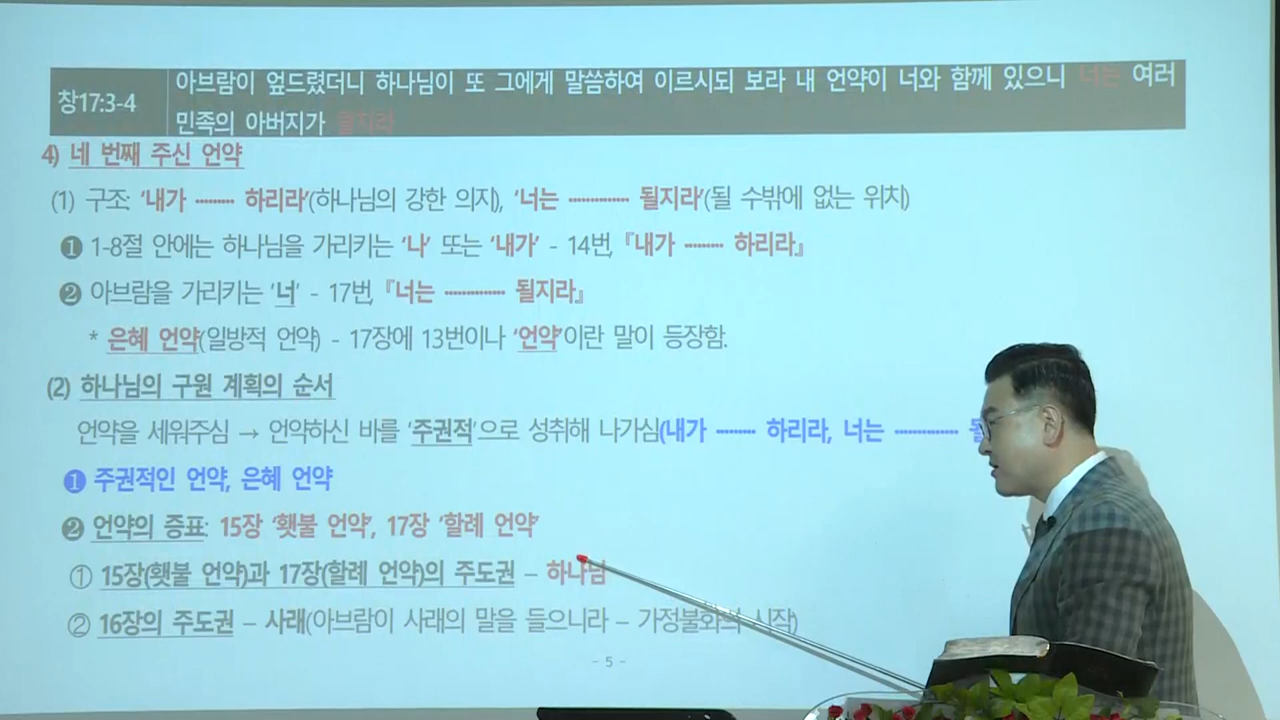 창17:3-4
아브람이 엎드렸더니 하나님이 또 그에게 말씀하여 이르시되 보라 내 언약이 너와 함께 있으니 너는 여러
민족의 아버지가 될지라
4) 네 번째 주신 언약
(1) 구조: '내가 -------- 하리라'(하나님의 강한 의지), '너는 ------------- 될지라'(될 수밖에 없는 위치)
❶ 1-8절 안에는 하나님을 가리키는 '나' 또는 '내가' - 14번, 『내가 -------- 하리라』
❷ 아브람을 가리키는 '너' - 17번, 『너는 ------------- 될지라』
* 은혜 언약(일방적 언약) - 17장에 13번이나 '언약'이란 말이 등장함.
(2) 하나님의 구원 계획의 순서
언약을 세워주심 → 언약하신 바를 '주권적'으로 성취해 나가심(내가 -------- 하리라, 너는 -------------
❶ 주권적인 언약, 은혜 언약
❷ 언약의 증표: 15장 '횃불 언약', 17장 '할례 언약'
① 15장(횃불 언약)과 17장(할례 언약)의 주도권 – 하나님
② 16장의 주도권 – 사래(아브람이 사래의 말을 들으니라 – 가정불화의 시작)
- 5 -